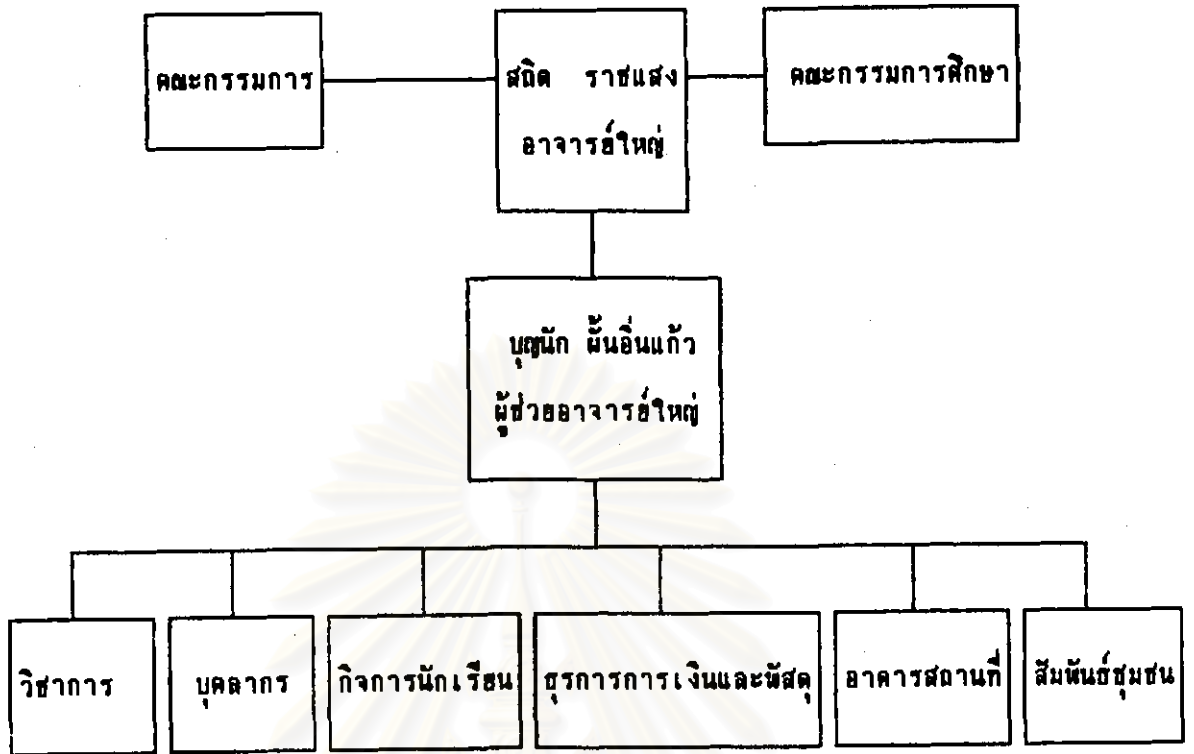 คณะกรรมการ
สถิต ราชแสง
อาจารย์ใหญ่
คณะกรรมการศึกษา
บุญนัก ผั้นอิ่นแก้ว
ผู้ช่วยอาจารย์ใหญ่
วิชาการ
บุคลากร
กิจการนักเรียน
ธุรการการเงินและพัสดุ
อาคารสถานที่
สัมพันธ์ชุมชน